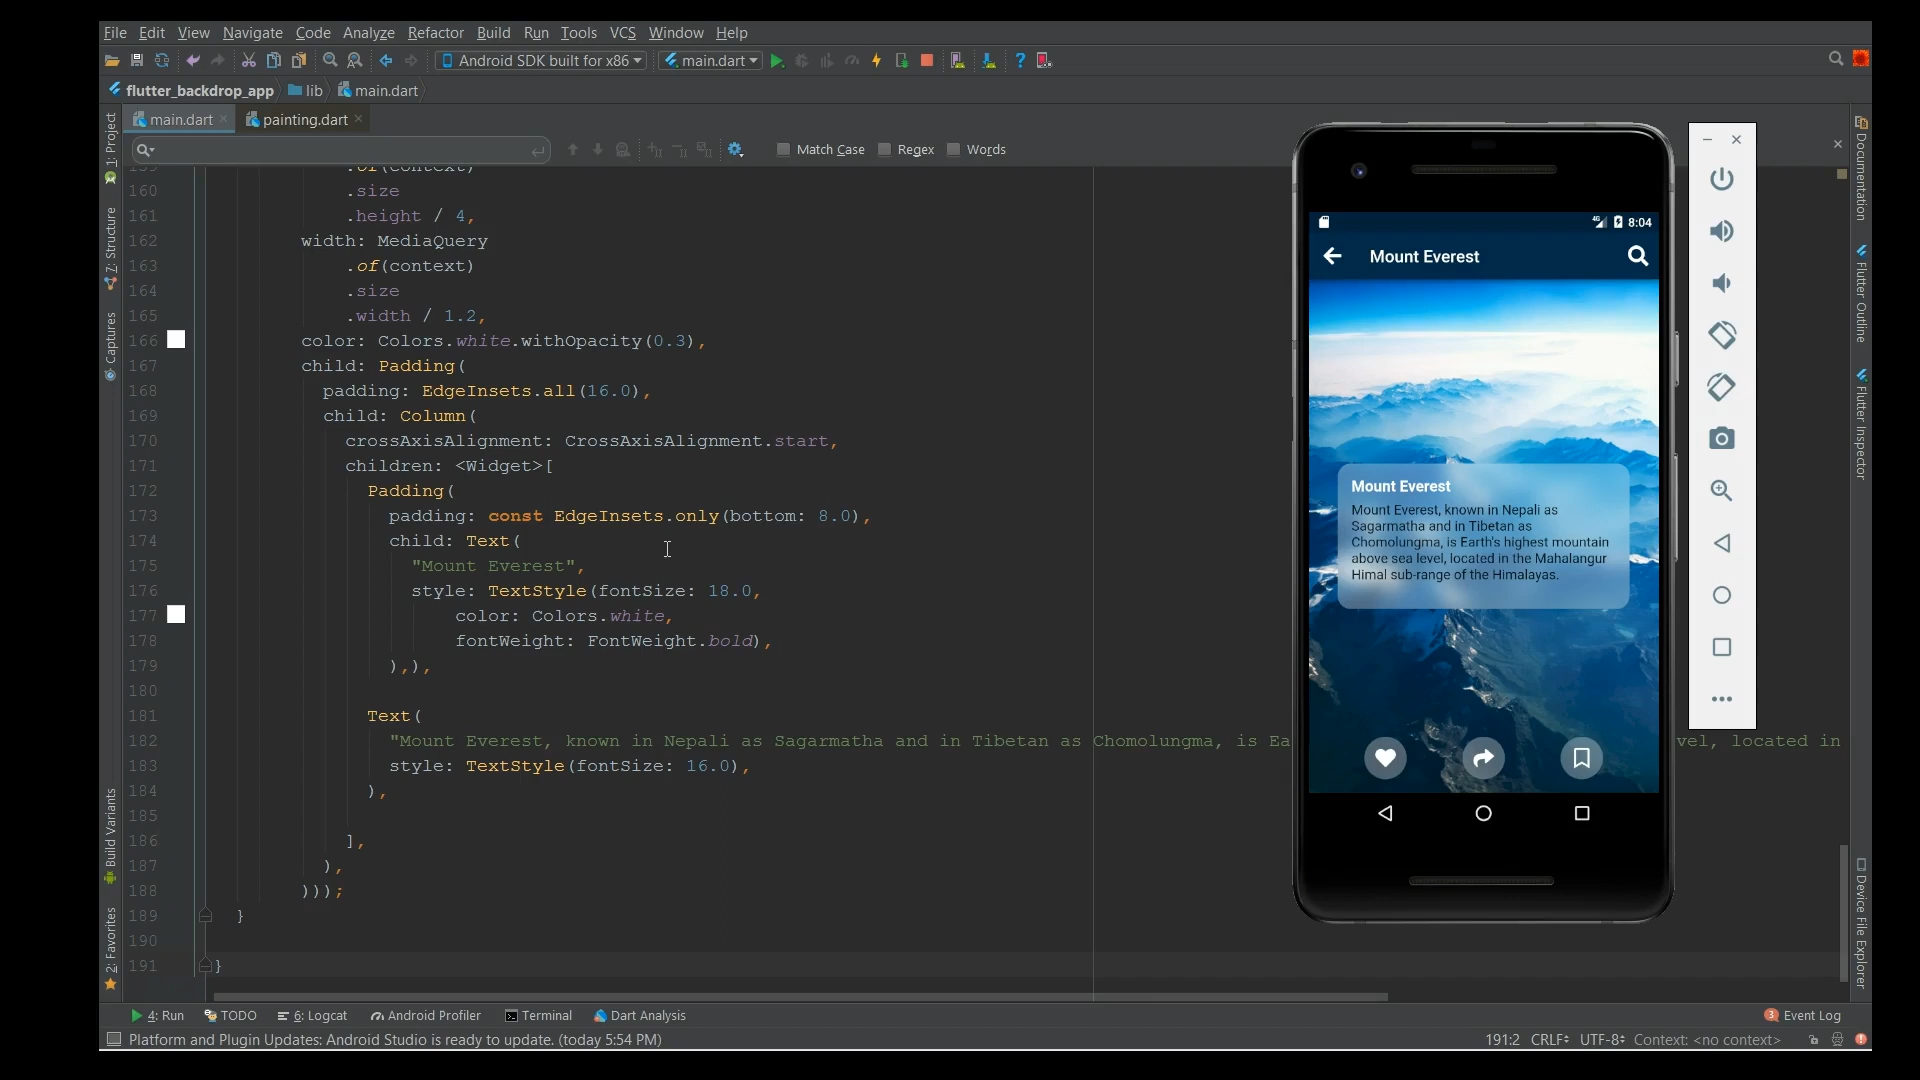 File Edit View Navigate Code Analyze Refactor Build Run Tools VCS Window Help
Android SDK built for x86 main.dart
flutter_backdrop_app lib main.dart
main.dart painting.dart
Match Case Regex Words
1: Project
7: Structure
Captures
Build Variants
2: Favorites
159 .of(context)
160 .size
161 .height / 4,
162 width: MediaQuery
163 .of(context)
164 .size
165 .width / 1.2,
166 color: Colors.white.withOpacity(0.3),
167 child: Padding(
168 padding: EdgeInsets.all(16.0),
169 child: Column(
170 crossAxisAlignment: CrossAxisAlignment.start,
171 children: <Widget>[
172 Padding(
173 padding: const EdgeInsets.only(bottom: 8.0),
174 child: Text(
175 "Mount Everest",
176 style: TextStyle(fontSize: 18.0,
177 color: Colors.white,
178 fontWeight: FontWeight.bold),
179 ),),
180
181 Text(
182 "Mount Everest, known in Nepali as Sagarmatha and in Tibetan as Chomolungma, is Ea vel, located in
183 style: TextStyle(fontSize: 16.0),
184 ),
185
186 ],
187 ),
188 )));
189 }
190
191 }
4G 8:04
Mount Everest
Mount Everest
Mount Everest, known in Nepali as
Sagarmatha and in Tibetan as
Chomolungma, is Earth's highest mountain
above sea level, located in the Mahalangur
Himal sub-range of the Himalayas.
Documentation
Flutter Outline
Flutter Inspector
Device File Explorer
4: Run TODO 6: Logcat Android Profiler Terminal Dart Analysis 3 Event Log
Platform and Plugin Updates: Android Studio is ready to update. (today 5:54 PM) 191:2 CRLF UTF-8 Context: <no context>